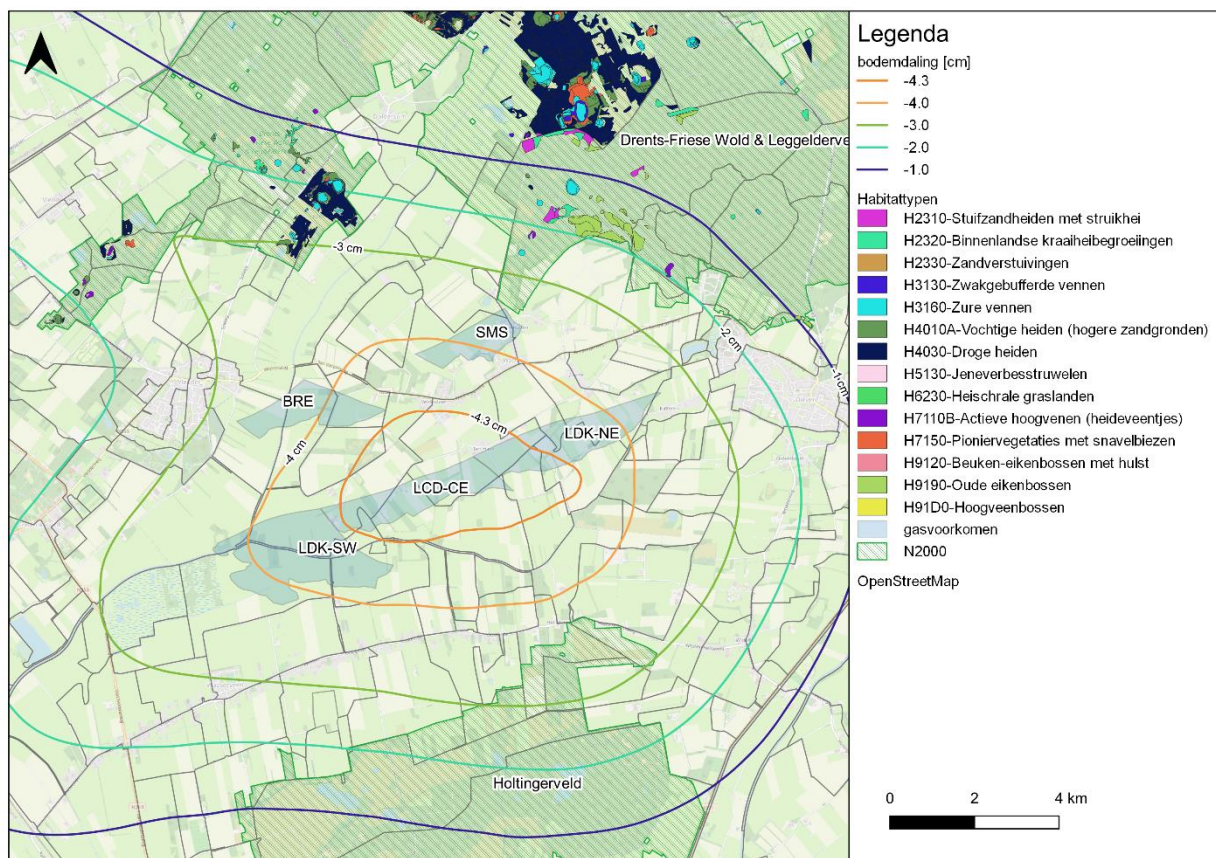 Legenda
bodemdaling [cm]
-4.3
-4.0
-3.0
-2.0
-1.0
Habitattypen
H2310-Stuifzandheiden met struikhei
H2320-Binnenlandse kraaiheibegroeiingen
H2330-Zandverstuivingen
H3130-Zwakgebufferde vennen
H3160-Zure vennen
H4010A-Vochtige heiden (hogere zandgronden)
H4030-Droge heiden
H5130-Jeneverbesstruwelen
H6230-Heischrale graslanden
H7110B-Actieve hoogvenen (heideveentjes)
H7150-Pioniervegetaties met snavelbiezen
H9120-Beuken-eikenbossen met hulst
H9190-Oude eikenbossen
H91D0-Hoogveenbossen
gasvoorkomen
N2000
OpenStreetMap
0 2 4 km
Drents-Friese Wold & Leggelderve
-3 cm
SMS
-2 cm
-1 cm
BRE
-4.3 cm
LDK-NE
-4 cm
LCD-CE
LDK-SW
Holtingerveld